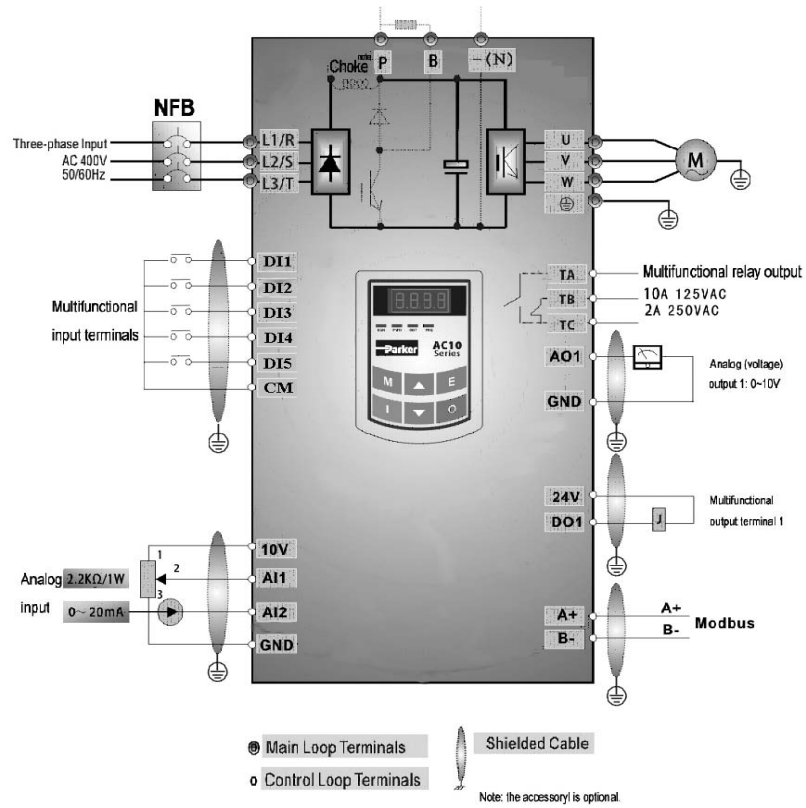 P
B
-(N)
Choke
NFB
Three-phase Input
AC 400V
50/60Hz
L1/R
L2/S
L3/T
U
V
W
M
DI1
DI2
DI3
DI4
DI5
CM
Multifunctional
input terminals
TA
TB
TC
Multifunctional relay output
10A 125VAC
2A 250VAC
Parker
AC10
Series
M
E
I
O
AO1
GND
Analog (voltage)
output 1: 0~10V
24V
DO1
J
Multifunctional
output terminal 1
10V
AI1
AI2
GND
1
2
3
Analog 2.2KΩ/1W
input 0~20mA
A+
B-
A+
B-
Modbus
Main Loop Terminals
Control Loop Terminals
Shielded Cable
Note: the accessoryl is optional.